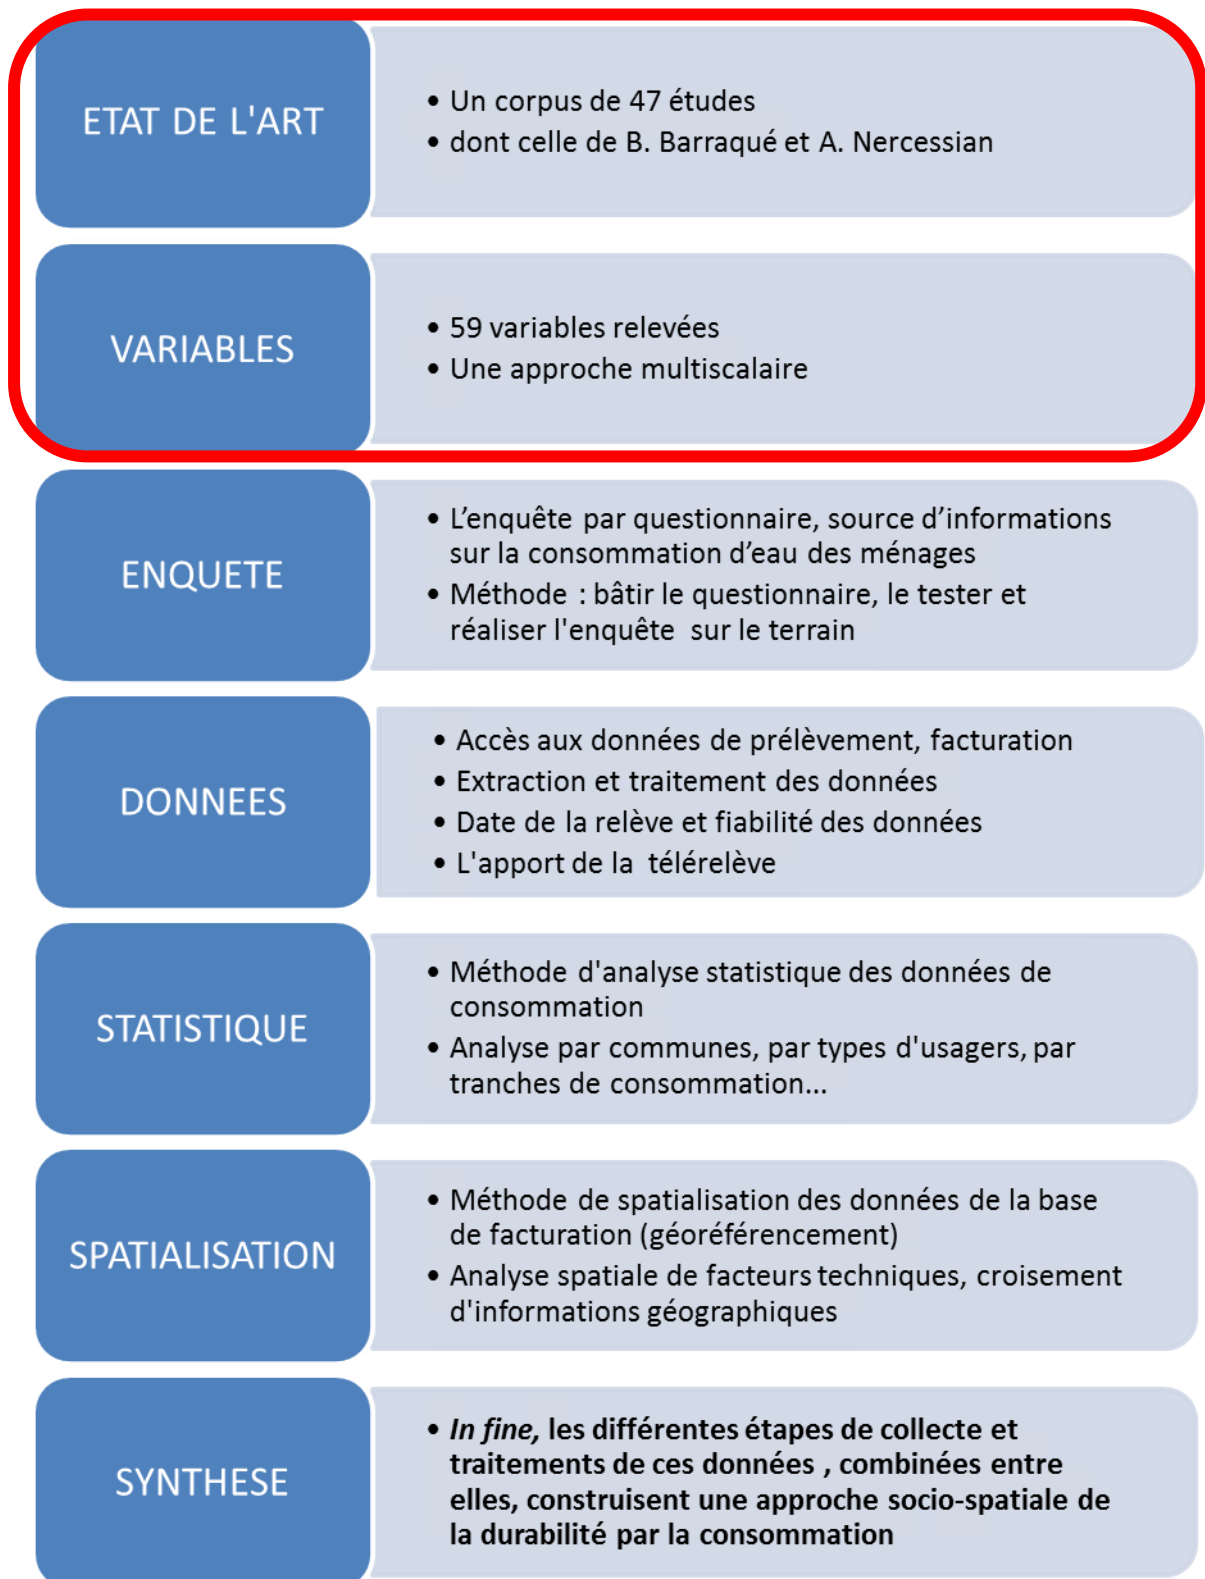 ETAT DE L'ART
• Un corpus de 47 études
• dont celle de B. Barraqué et A. Nercessian
VARIABLES
• 59 variables relevées
• Une approche multiscalaire
ENQUETE
• L’enquête par questionnaire, source d’informations
sur la consommation d’eau des ménages
• Méthode : bâtir le questionnaire, le tester et
réaliser l'enquête sur le terrain
DONNEES
• Accès aux données de prélèvement, facturation
• Extraction et traitement des données
• Date de la relève et fiabilité des données
• L'apport de la télérelève
STATISTIQUE
• Méthode d'analyse statistique des données de
consommation
• Analyse par communes, par types d'usagers, par
tranches de consommation...
SPATIALISATION
• Méthode de spatialisation des données de la base
de facturation (géoréférencement)
• Analyse spatiale de facteurs techniques, croisement
d'informations géographiques
SYNTHESE
• In fine, les différentes étapes de collecte et
traitements de ces données , combinées entre
elles, construisent une approche socio-spatiale de
la durabilité par la consommation